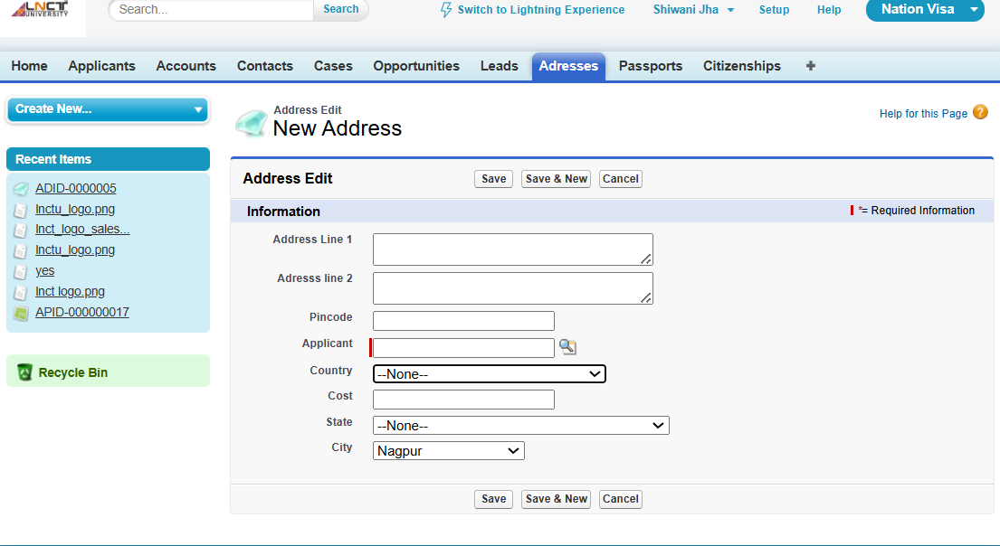 LNCT
UNIVERSITY
Search...
Search
Switch to Lightning Experience
Shiwani Jha
Setup
Help
Nation Visa
Home
Applicants
Accounts
Contacts
Cases
Opportunities
Leads
Adresses
Passports
Citizenships
Create New...
Recent Items
ADID-0000005
lnctu_logo.png
lnct_logo_sales...
lnctu_logo.png
yes
lnct logo.png
APID-000000017
Recycle Bin
Address Edit
New Address
Help for this Page
?
Address Edit
Save
Save & New
Cancel
Information
*= Required Information
Address Line 1
Adresss line 2
Pincode
Applicant
Country
--None--
Cost
State
--None--
City
Nagpur
Save
Save & New
Cancel